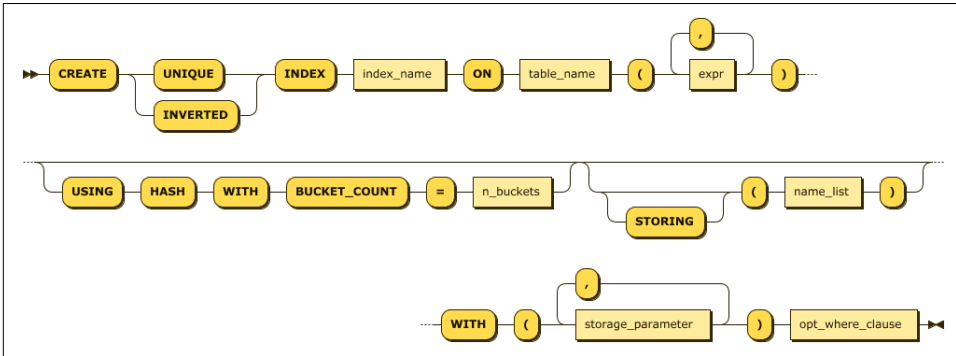 ,
CREATE UNIQUE INDEX index_name ON table_name ( expr )
INVERTED
USING HASH WITH BUCKET_COUNT = n_buckets ( name_list )
STORING
,
WITH ( storage_parameter ) opt_where_clause